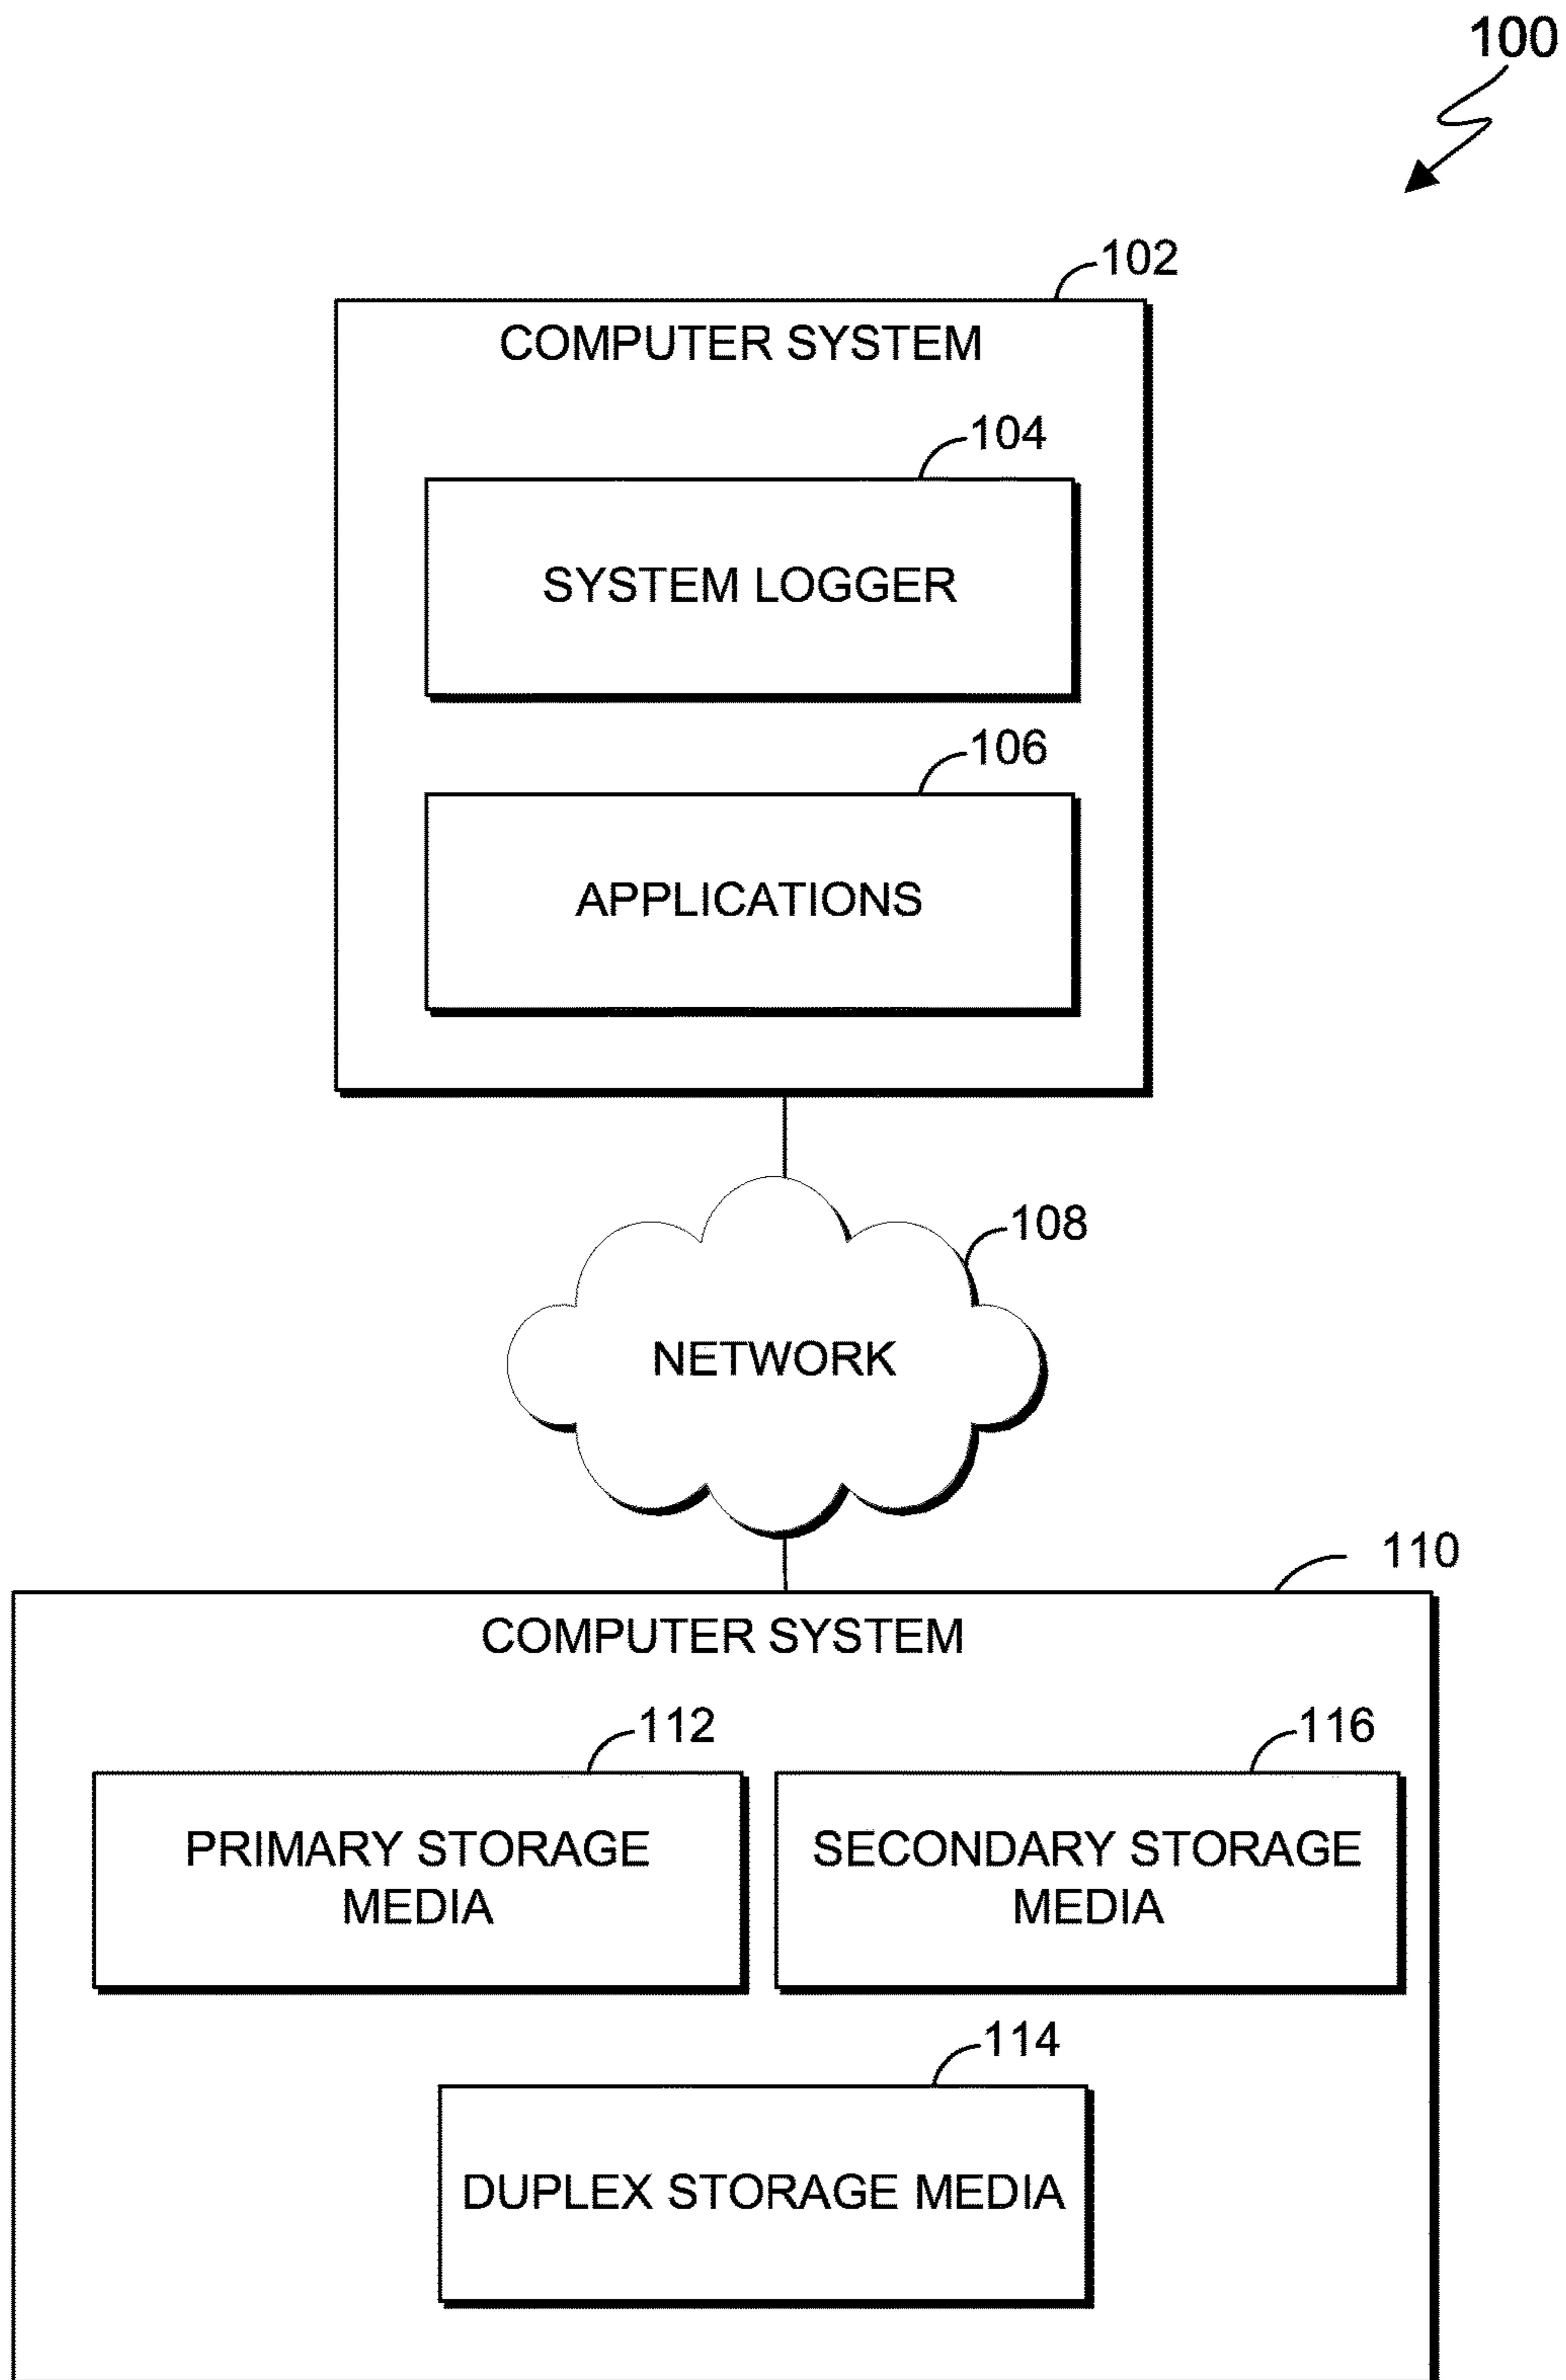 100
102
COMPUTER SYSTEM
104
SYSTEM LOGGER
106
APPLICATIONS
108
NETWORK
110
COMPUTER SYSTEM
112
PRIMARY STORAGE
MEDIA
116
SECONDARY STORAGE
MEDIA
114
DUPLEX STORAGE MEDIA